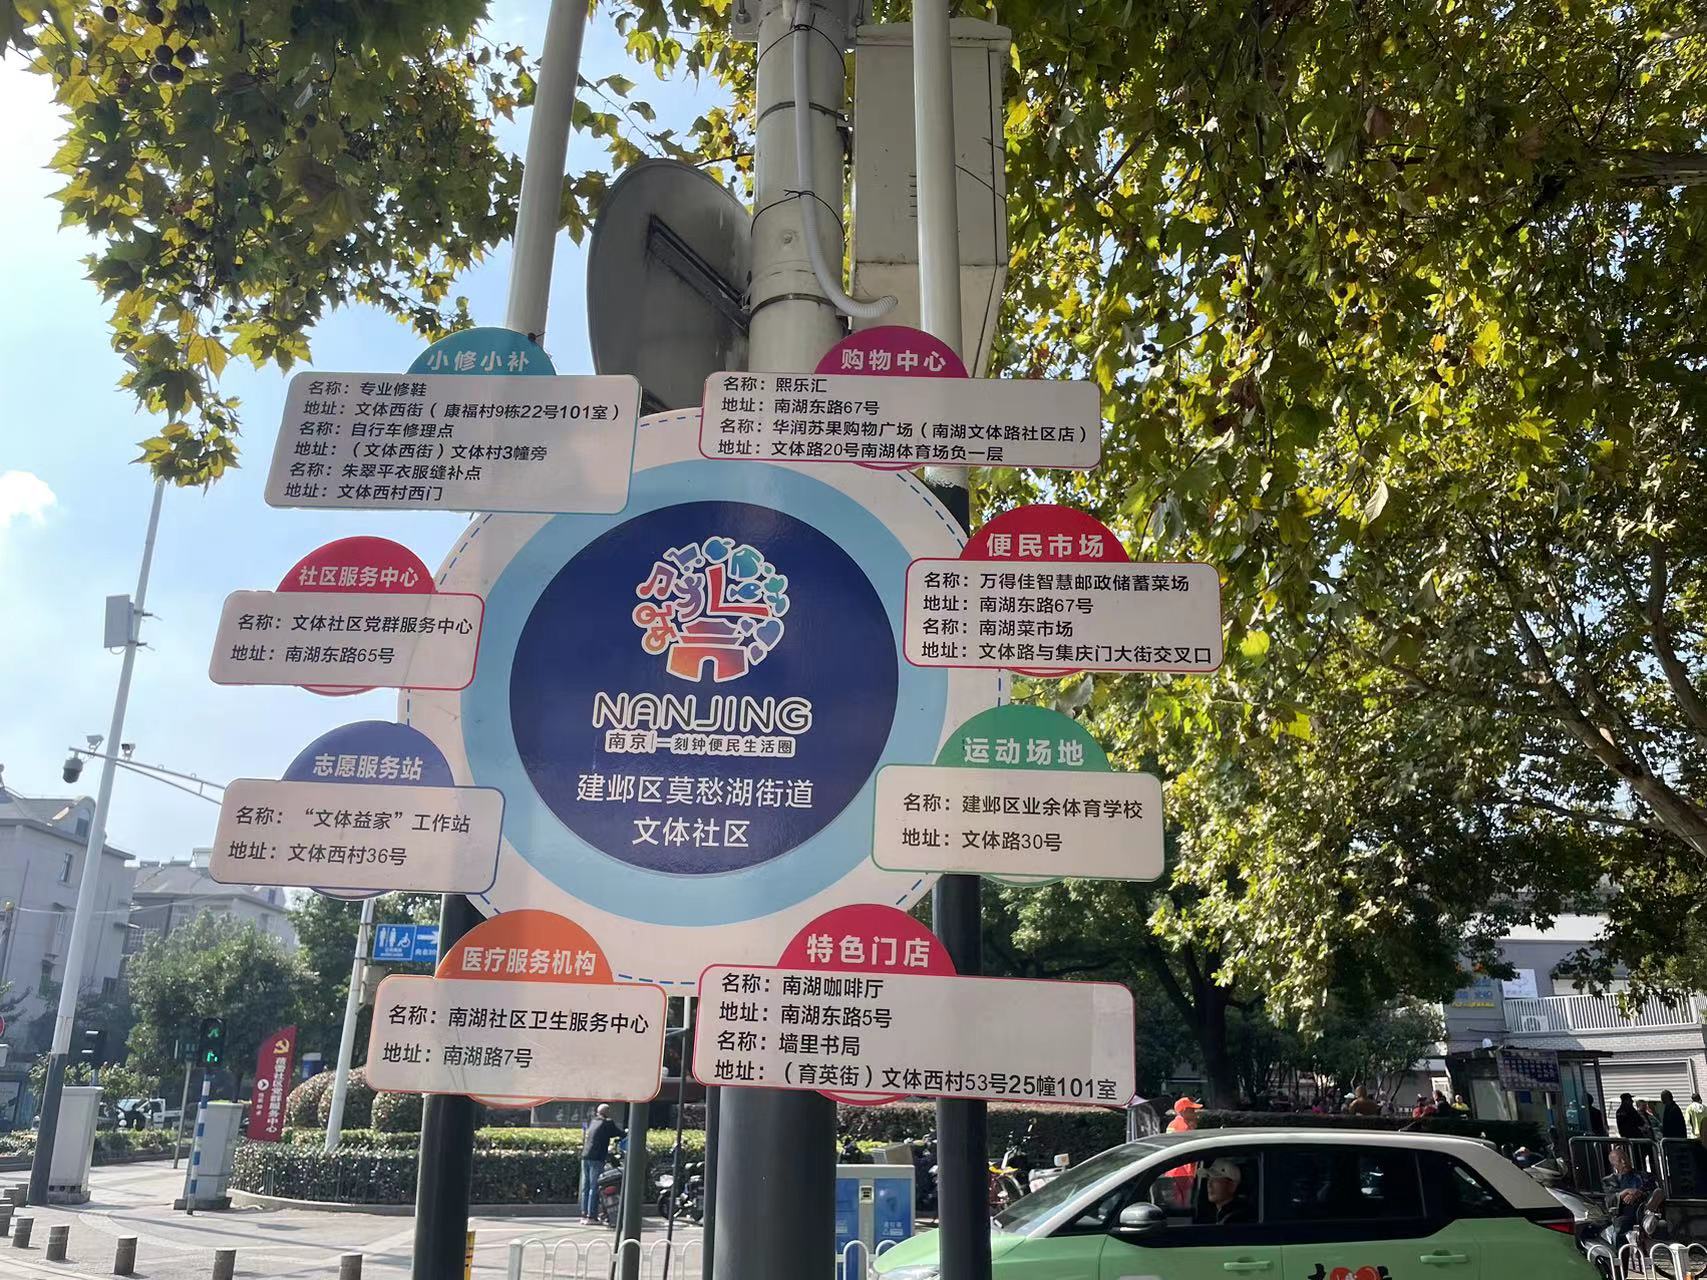 小修小补
名称：专业修鞋
地址：文体西街（康福村9栋22号101室）
名称：自行车修理点
地址：（文体西街）文体村3幢旁
名称：朱翠平衣服缝补点
地址：文体西村西门
购物中心
名称：熙乐汇
地址：南湖东路67号
名称：华润苏果购物广场（南湖文体路社区店）
地址：文体路20号南湖体育场负一层
社区服务中心
名称：文体社区党群服务中心
地址：南湖东路65号
便民市场
名称：万得佳智慧邮政储蓄菜场
地址：南湖东路67号
名称：南湖菜市场
地址：文体路与集庆门大街交叉口
NANJING
南京|一刻钟便民生活圈
建邺区莫愁湖街道
文体社区
志愿服务站
名称：“文体益家”工作站
地址：文体西村36号
运动场地
名称：建邺区业余体育学校
地址：文体路30号
医疗服务机构
名称：南湖社区卫生服务中心
地址：南湖路7号
特色门店
名称：南湖咖啡厅
地址：南湖东路5号
名称：墙里书局
地址：（育英街）文体西村53号25幢101室
蓓蕾社区党群服务中心